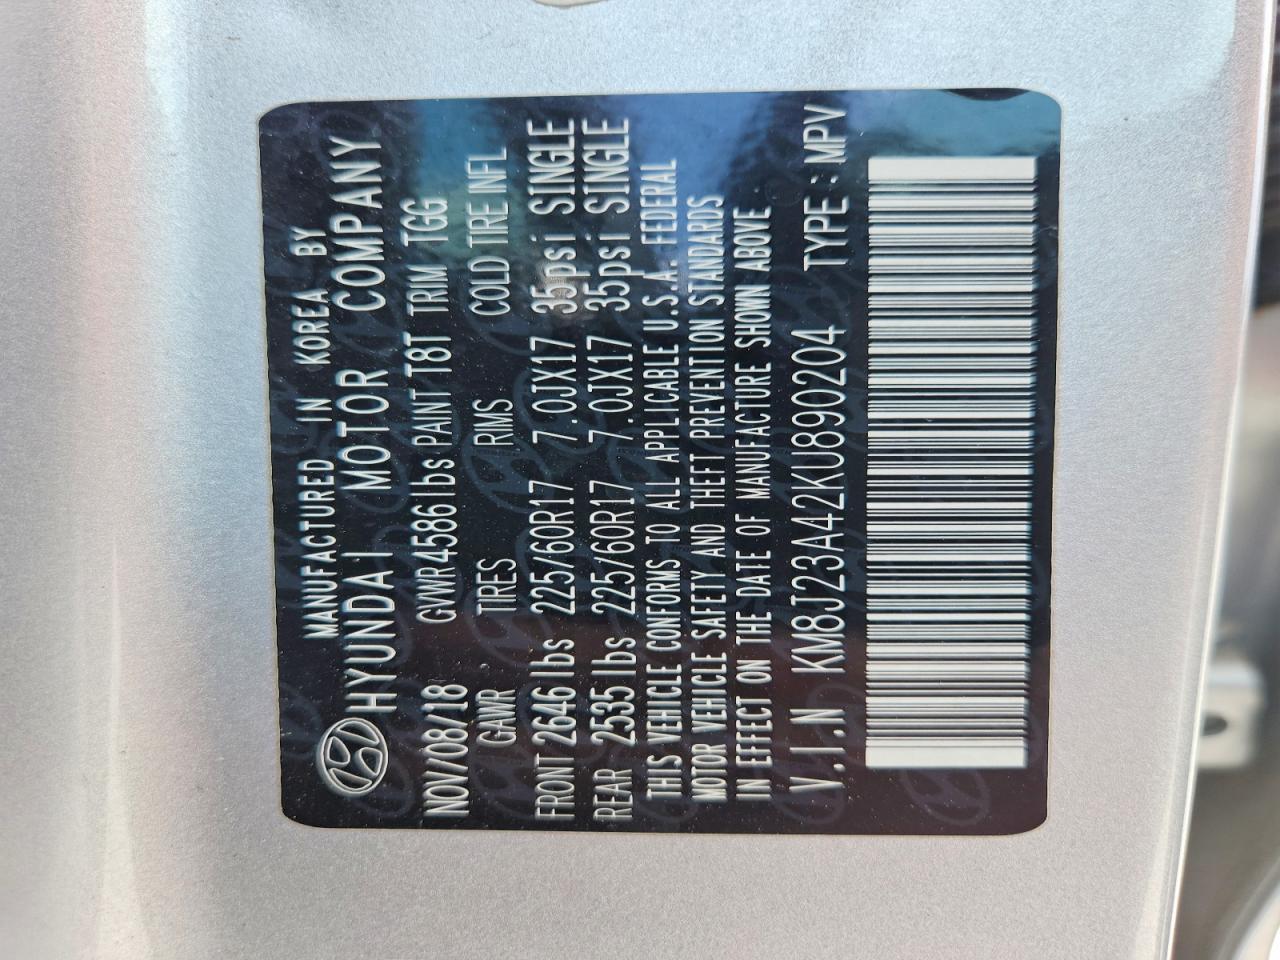 MANUFACTURED IN KOREA BY
HYUNDAI MOTOR COMPANY
NOV/08/18 GVWR 4586lbs PAINT T8T TRIM TGG
GAWR TIRES RIMS COLD TIRE INFL
FRONT 2646 lbs 225/60R17 7.0JX17 35psi SINGLE
REAR 2535 lbs 225/60R17 7.0JX17 35psi SINGLE
THIS VEHICLE CONFORMS TO ALL APPLICABLE U.S.A. FEDERAL
MOTOR VEHICLE SAFETY AND THEFT PREVENTION STANDARDS
IN EFFECT ON THE DATE OF MANUFACTURE SHOWN ABOVE
V.I.N KM8J23A42KU890204 TYPE : MPV